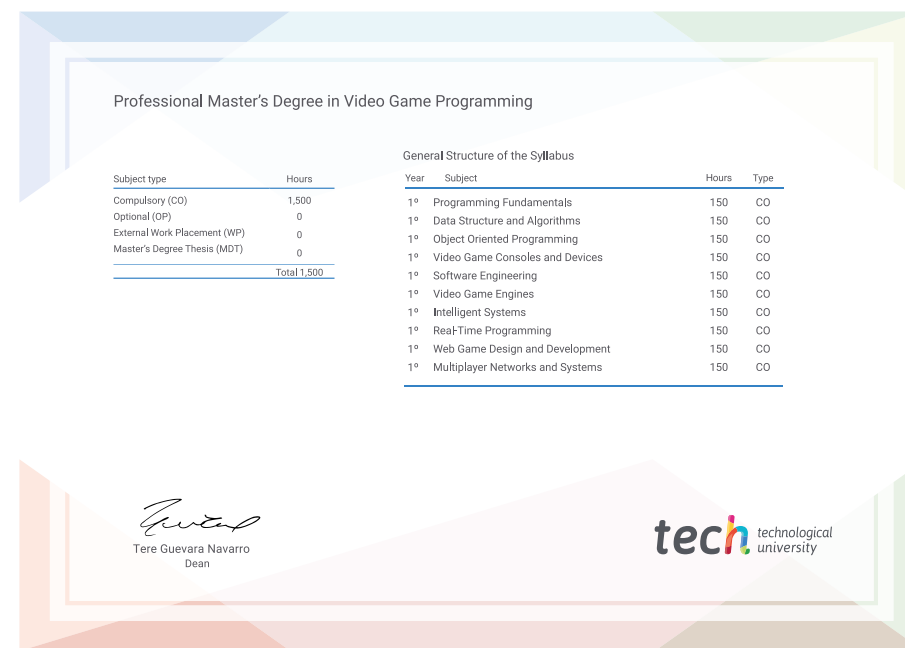 Professional Master's Degree in Video Game Programming
General Structure of the Syllabus
Subject type Hours
Compulsory (CO) 1,500
Optional (OP) 0
External Work Placement (WP) 0
Master's Degree Thesis (MDT) 0
Total 1,500
Year Subject Hours Type
1º Programming Fundamentals 150 CO
1º Data Structure and Algorithms 150 CO
1º Object Oriented Programming 150 CO
1º Video Game Consoles and Devices 150 CO
1º Software Engineering 150 CO
1º Video Game Engines 150 CO
1º Intelligent Systems 150 CO
1º Real-Time Programming 150 CO
1º Web Game Design and Development 150 CO
1º Multiplayer Networks and Systems 150 CO
Tere Guevara Navarro
Dean
tech technological
university